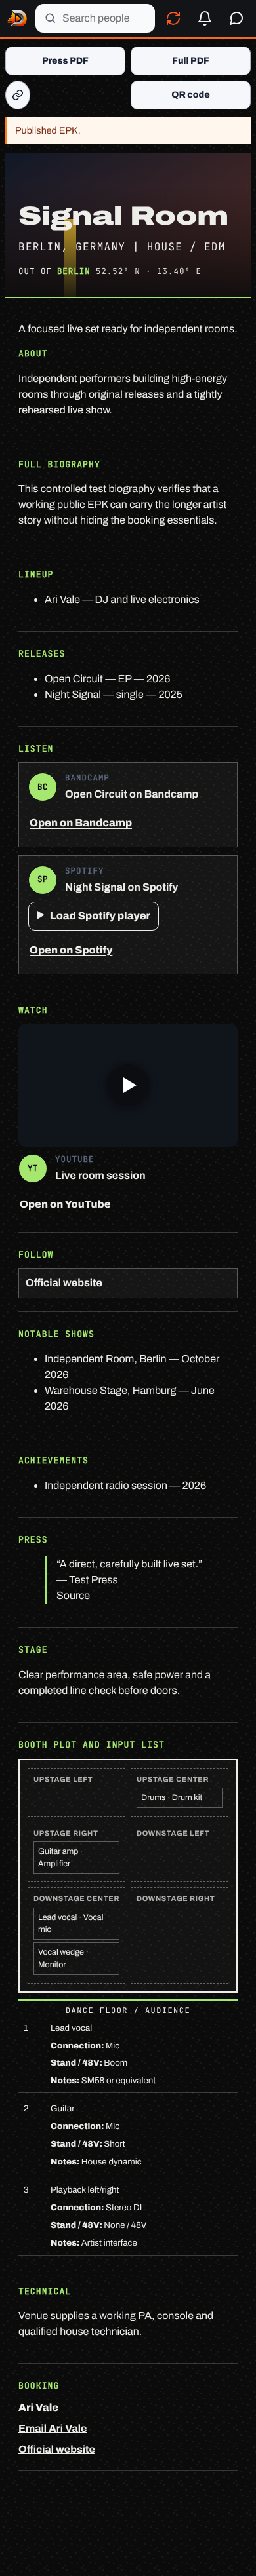 Search people
Press PDF
Full PDF
QR code
Published EPK.
Signal Room
BERLIN, GERMANY | HOUSE / EDM
OUT OF BERLIN 52.52° N · 13.40° E
A focused live set ready for independent rooms.
ABOUT
Independent performers building high-energy
rooms through original releases and a tightly
rehearsed live show.
FULL BIOGRAPHY
This controlled test biography verifies that a
working public EPK can carry the longer artist
story without hiding the booking essentials.
LINEUP
• Ari Vale — DJ and live electronics
RELEASES
• Open Circuit — EP — 2026
• Night Signal — single — 2025
LISTEN
BC
BANDCAMP
Open Circuit on Bandcamp
Open on Bandcamp
SP
SPOTIFY
Night Signal on Spotify
Load Spotify player
Open on Spotify
WATCH
YT
YOUTUBE
Live room session
Open on YouTube
FOLLOW
Official website
NOTABLE SHOWS
• Independent Room, Berlin — October
2026
• Warehouse Stage, Hamburg — June
2026
ACHIEVEMENTS
• Independent radio session — 2026
PRESS
“A direct, carefully built live set.”
— Test Press
Source
STAGE
Clear performance area, safe power and a
completed line check before doors.
BOOTH PLOT AND INPUT LIST
UPSTAGE LEFT
UPSTAGE CENTER
Drums · Drum kit
UPSTAGE RIGHT
Guitar amp ·
Amplifier
DOWNSTAGE LEFT
DOWNSTAGE CENTER
Lead vocal · Vocal
mic
Vocal wedge ·
Monitor
DOWNSTAGE RIGHT
DANCE FLOOR / AUDIENCE
1 Lead vocal
Connection: Mic
Stand / 48V: Boom
Notes: SM58 or equivalent
2 Guitar
Connection: Mic
Stand / 48V: Short
Notes: House dynamic
3 Playback left/right
Connection: Stereo DI
Stand / 48V: None / 48V
Notes: Artist interface
TECHNICAL
Venue supplies a working PA, console and
qualified house technician.
BOOKING
Ari Vale
Email Ari Vale
Official website